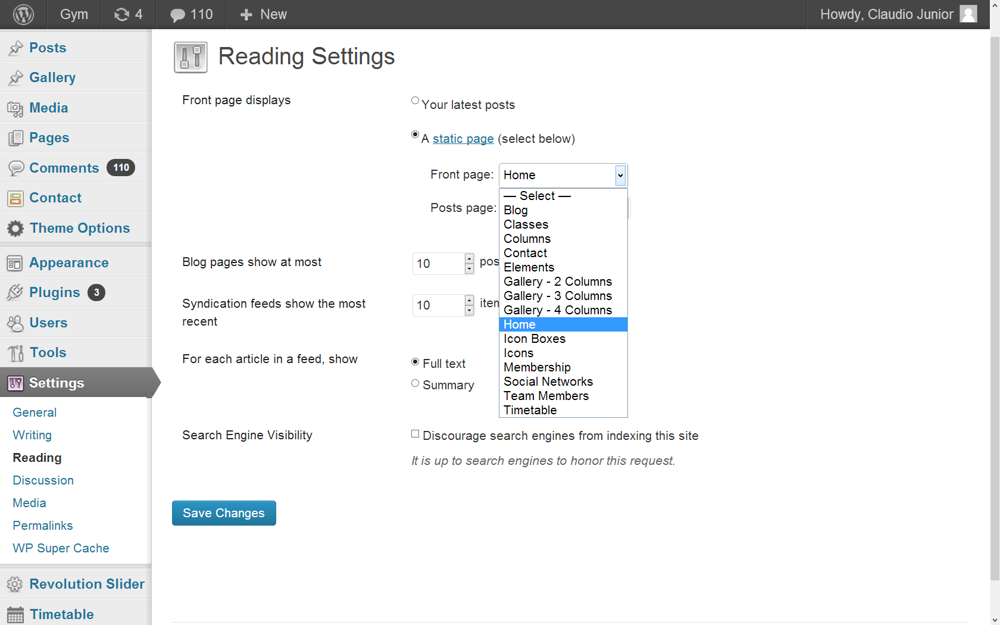 Gym
4
110
New
Howdy, Claudio Junior
Posts
Gallery
Media
Pages
Comments 110
Contact
Theme Options
Appearance
Plugins 3
Users
Tools
Settings
General
Writing
Reading
Discussion
Media
Permalinks
WP Super Cache
Revolution Slider
Timetable
Reading Settings
Front page displays
Your latest posts
A static page (select below)
Front page: Home
— Select —
Blog
Classes
Columns
Contact
Elements
Gallery - 2 Columns
Gallery - 3 Columns
Gallery - 4 Columns
Home
Icon Boxes
Icons
Membership
Social Networks
Team Members
Timetable
Posts page:
Blog pages show at most
10 pos
Syndication feeds show the most
recent
10 iten
For each article in a feed, show
Full text
Summary
Search Engine Visibility
Discourage search engines from indexing this site
It is up to search engines to honor this request.
Save Changes